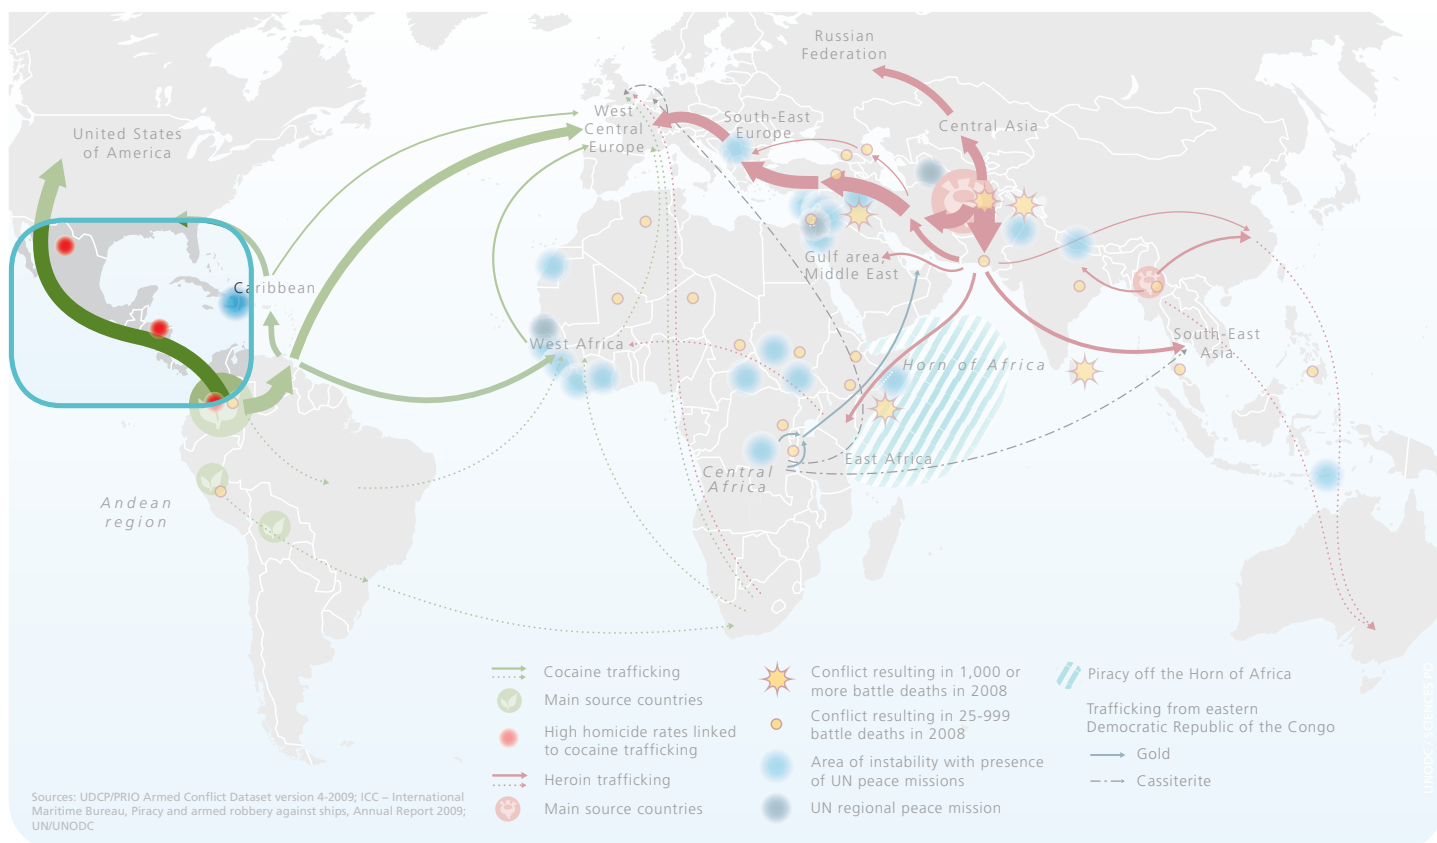 Russian
Federation
United States
of America
West
Central
Europe
South-East
Europe
Central Asia
Gulf area,
Middle East
Caribbean
West Africa
Horn of Africa
South-East
Asia
East Africa
Central
Africa
Andean
region
Cocaine trafficking
Main source countries
High homicide rates linked
to cocaine trafficking
Heroin trafficking
Main source countries
Conflict resulting in 1,000 or
more battle deaths in 2008
Conflict resulting in 25-999
battle deaths in 2008
Area of instability with presence
of UN peace missions
UN regional peace mission
Piracy off the Horn of Africa
Trafficking from eastern
Democratic Republic of the Congo
Gold
Cassiterite
Sources: UDCP/PRIO Armed Conflict Dataset version 4-2009; ICC – International
Maritime Bureau, Piracy and armed robbery against ships, Annual Report 2009;
UN/UNODC
UNODC / SCIENCES PO